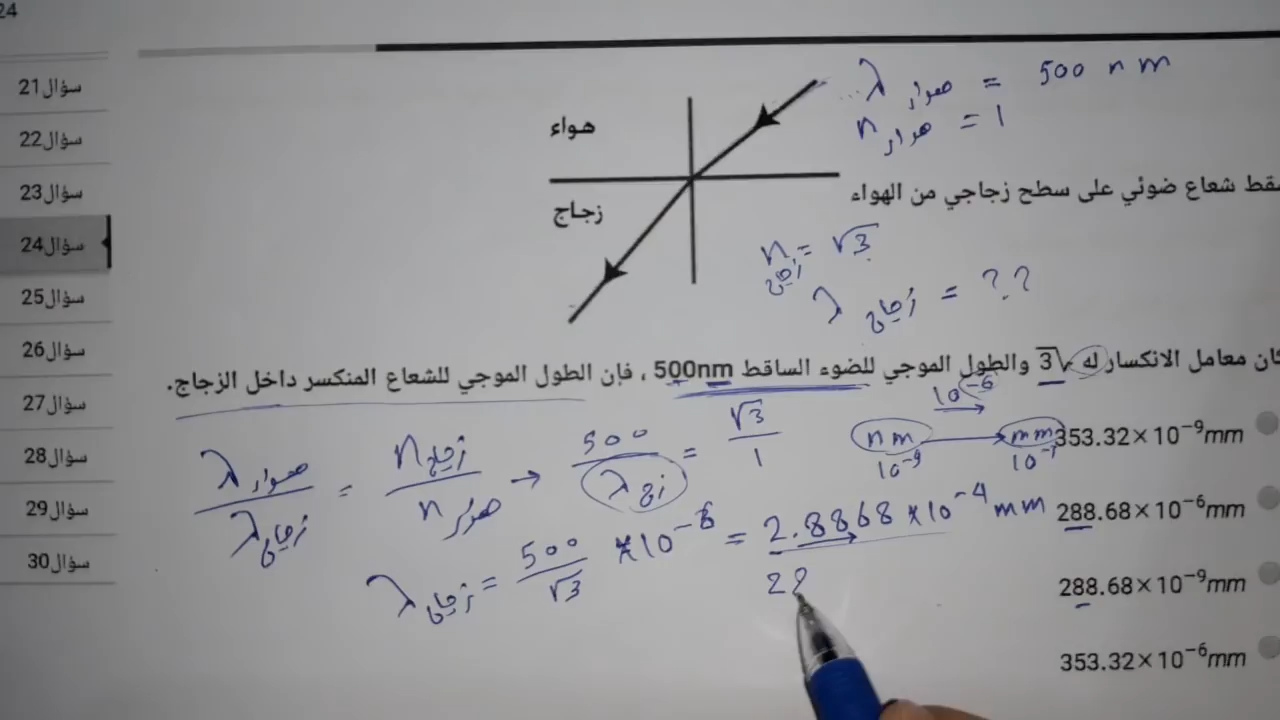 24
سؤال21
سؤال22
سؤال23
سؤال24
سؤال25
سؤال26
سؤال27
سؤال28
سؤال29
سؤال30
هواء
زجاج
λ هواء = 500 nm
n هواء = 1
سقط شعاع ضوئي على سطح زجاجي من الهواء
n زجاج = √3
λ زجاج = ??
كان معامل الانكسار له √3 والطول الموجي للضوء الساقط 500nm ، فإن الطول الموجي للشعاع المنكسر داخل الزجاج.
λ هواء / λ زجاج = n زجاج / n هواء → 500 / λ زج = √3 / 1
10⁻⁶
nm → mm
10⁻⁹ 10⁻³
λ زجاج = 500 / √3 × 10⁻⁶ = 2.8868 × 10⁻⁴ mm
28
353.32×10⁻⁹mm
288.68×10⁻⁶mm
288.68×10⁻⁹mm
353.32×10⁻⁶mm